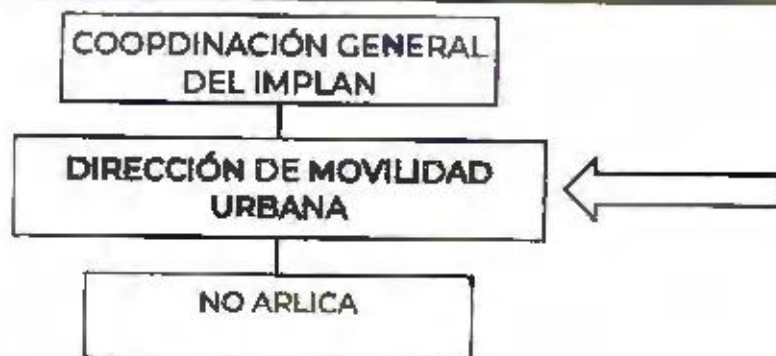 COOPDINACIÓN GENERAL
DEL IMPLAN
DIRECCIÓN DE MOVILIDAD
URBANA
NO ARLICA